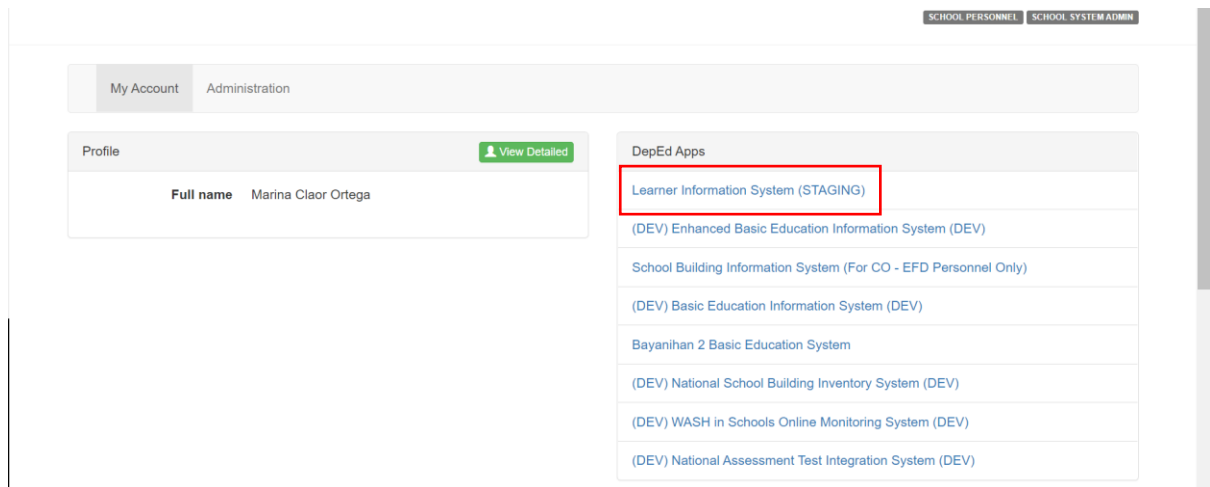 SCHOOL PERSONNEL SCHOOL SYSTEM ADMIN
My Account Administration
Profile View Detailed
Full name Marina Claor Ortega
DepEd Apps
Learner Information System (STAGING)
(DEV) Enhanced Basic Education Information System (DEV)
School Building Information System (For CO - EFD Personnel Only)
(DEV) Basic Education Information System (DEV)
Bayanihan 2 Basic Education System
(DEV) National School Building Inventory System (DEV)
(DEV) WASH in Schools Online Monitoring System (DEV)
(DEV) National Assessment Test Integration System (DEV)